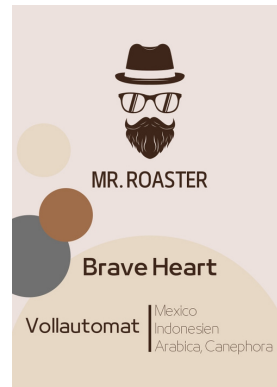 MR. ROASTER
Brave Heart
Vollautomat
Mexico
Indonesien
Arabica, Canephora